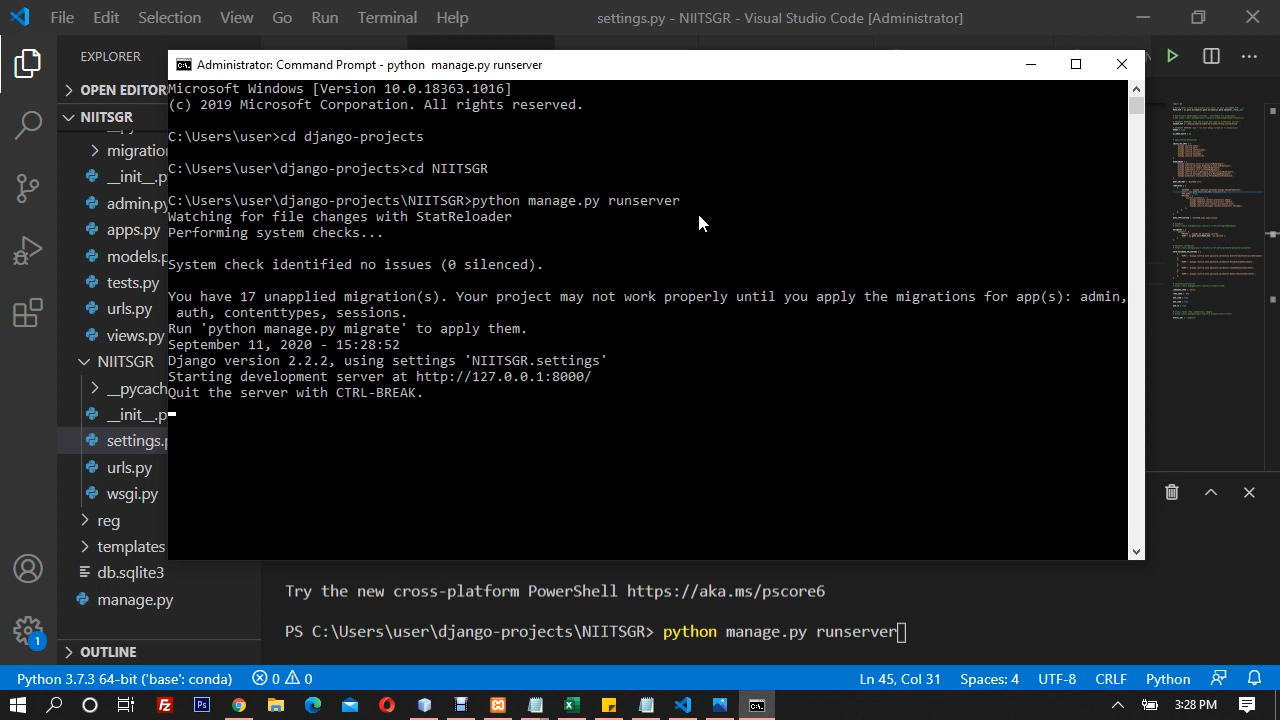 File Edit Selection View Go Run Terminal Help settings.py - NIITSGR - Visual Studio Code [Administrator]
EXPLORER
OPEN EDITOR
NIITSGR
migration
__init__.p
admin.py
apps.py
models.p
tests.py
urls.py
views.py
NIITSGR
__pycach
__init__.p
settings.p
urls.py
wsgi.py
reg
templates
db.sqlite3
manage.py
OUTLINE
Administrator: Command Prompt - python  manage.py runserver
Microsoft Windows [Version 10.0.18363.1016]
(c) 2019 Microsoft Corporation. All rights reserved.
C:\Users\user>cd django-projects
C:\Users\user\django-projects>cd NIITSGR
C:\Users\user\django-projects\NIITSGR>python manage.py runserver
Watching for file changes with StatReloader
Performing system checks...
System check identified no issues (0 silenced).
You have 17 unapplied migration(s). Your project may not work properly until you apply the migrations for app(s): admin,
auth, contenttypes, sessions.
Run 'python manage.py migrate' to apply them.
September 11, 2020 - 15:28:52
Django version 2.2.2, using settings 'NIITSGR.settings'
Starting development server at http://127.0.0.1:8000/
Quit the server with CTRL-BREAK.
Try the new cross-platform PowerShell https://aka.ms/pscore6
PS C:\Users\user\django-projects\NIITSGR> python manage.py runserver
1
Python 3.7.3 64-bit ('base': conda) 0 0 Ln 45, Col 31 Spaces: 4 UTF-8 CRLF Python
3:28 PM